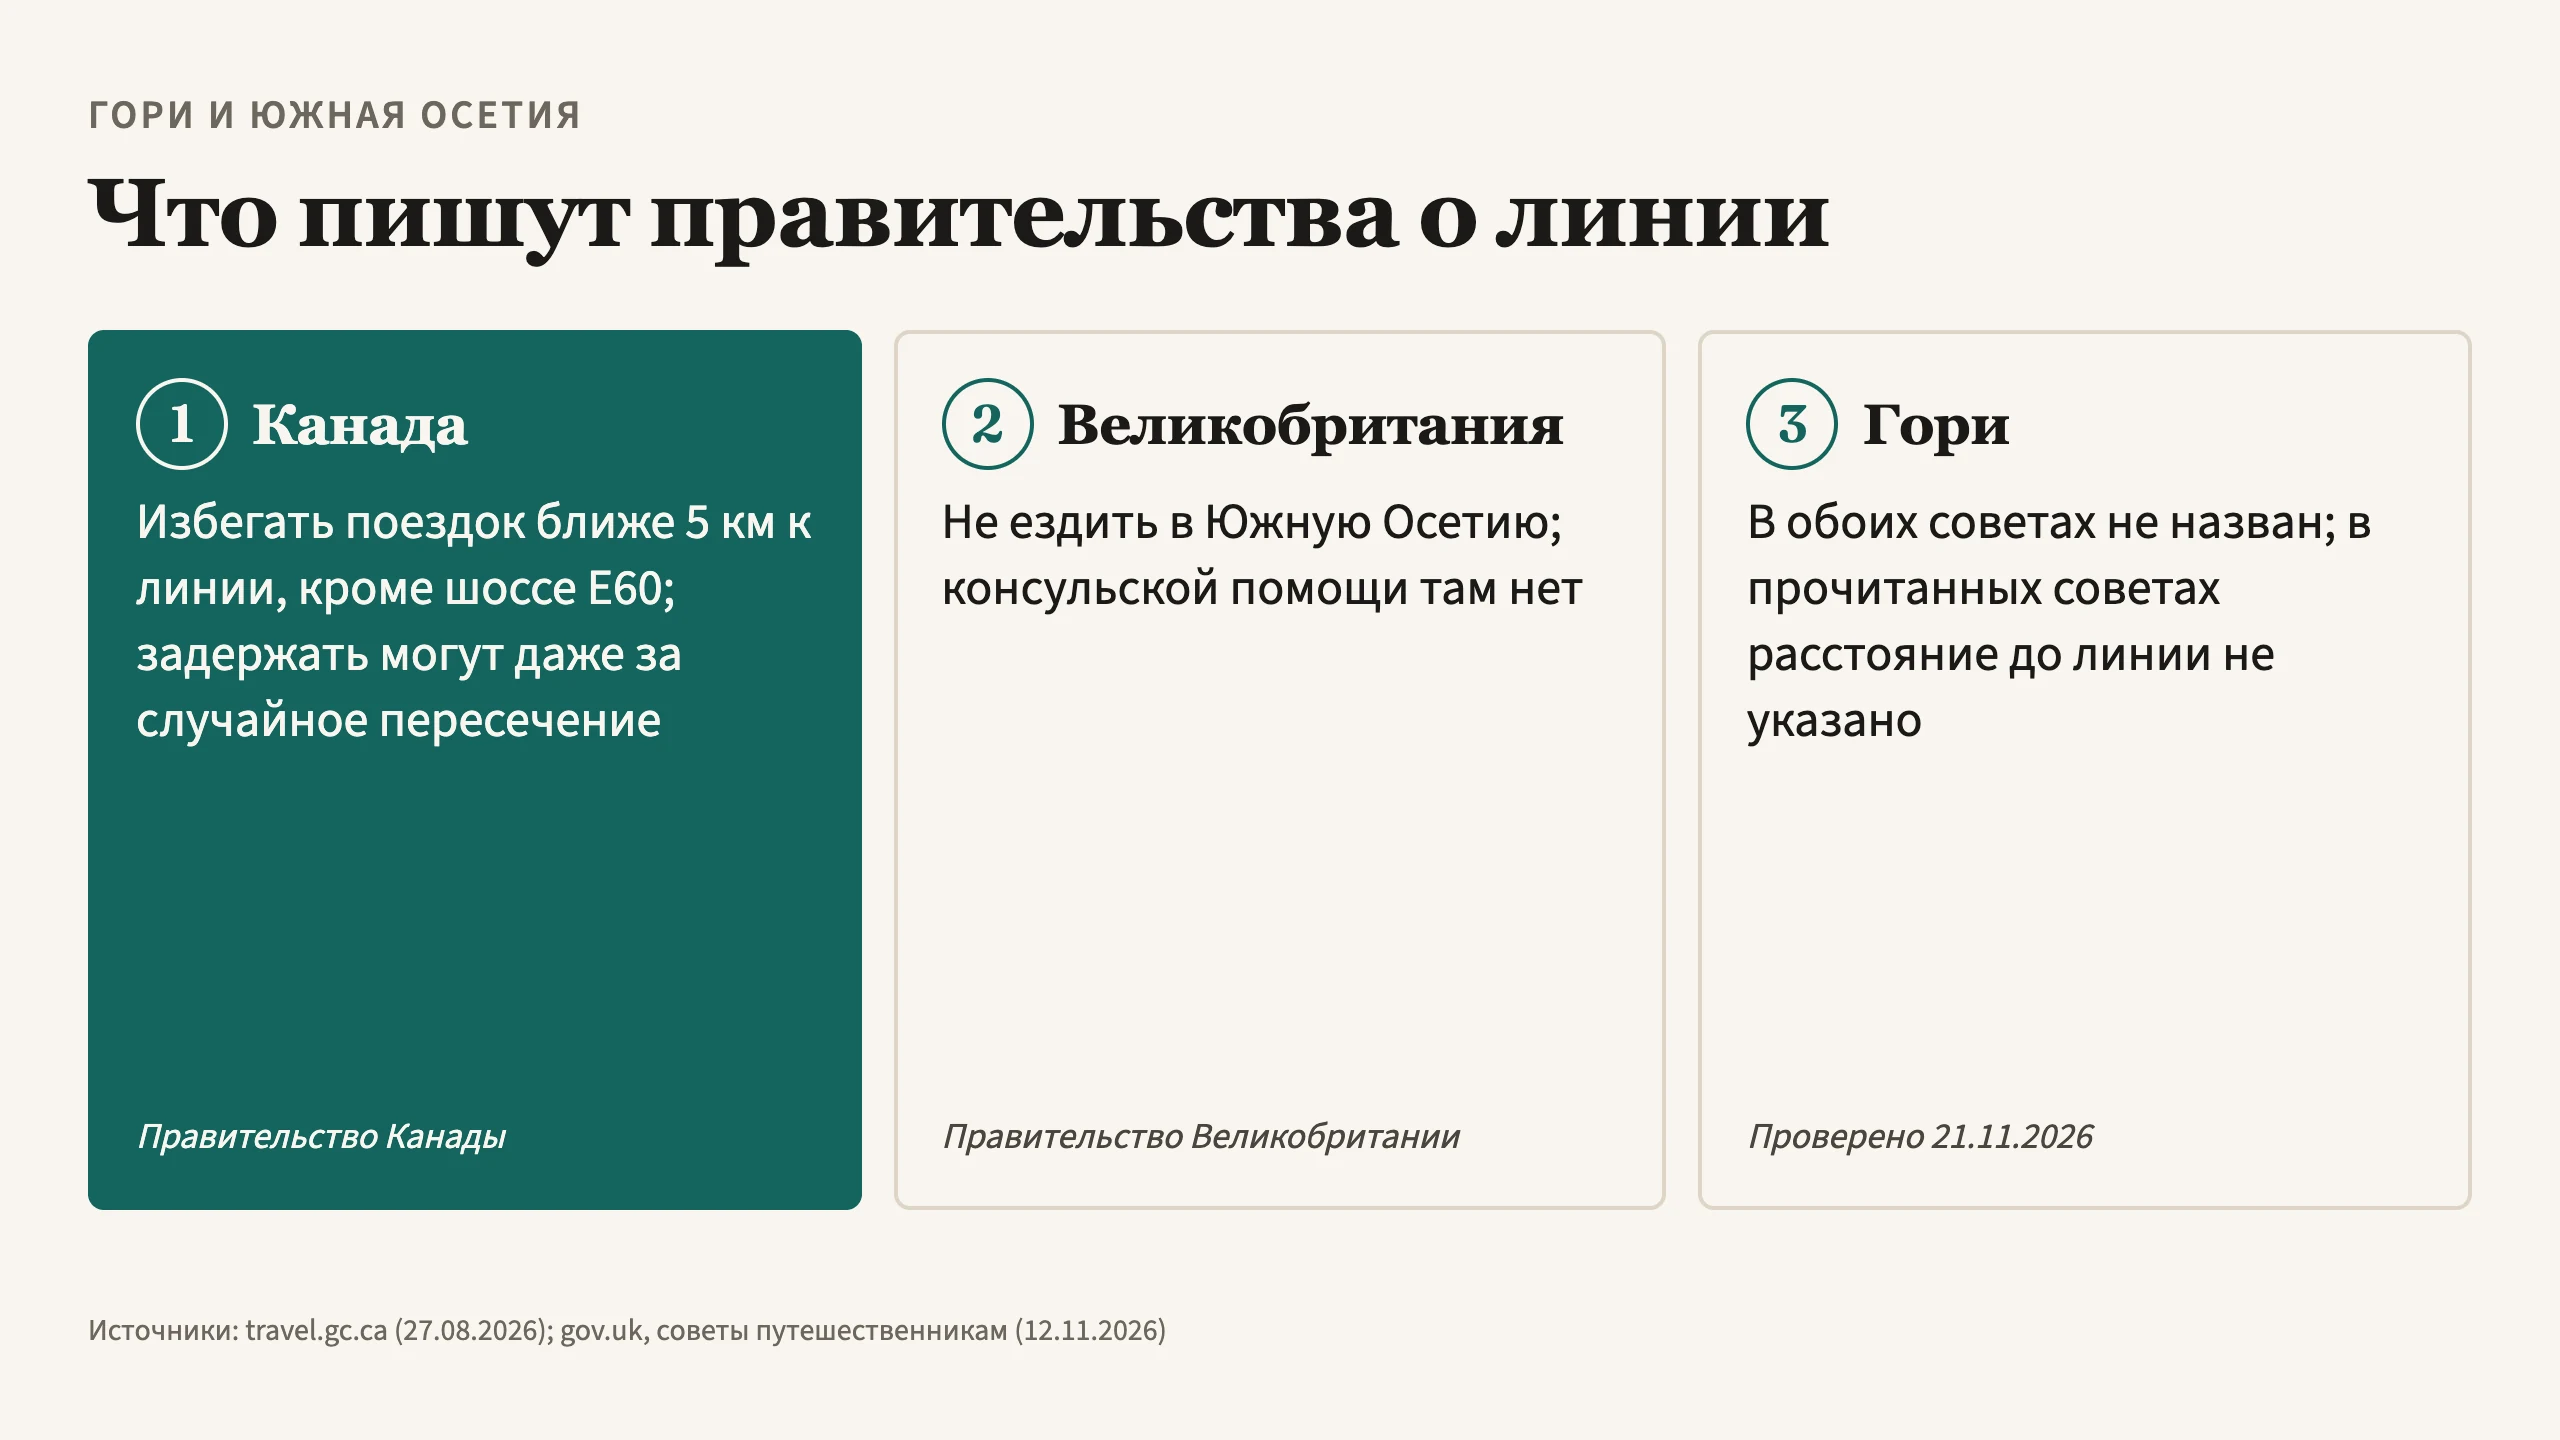 ГОРИ И ЮЖНАЯ ОСЕТИЯ
Что пишут правительства о линии
1 Канада
Избегать поездок ближе 5 км к
линии, кроме шоссе E60;
задержать могут даже за
случайное пересечение
Правительство Канады
2 Великобритания
Не ездить в Южную Осетию;
консульской помощи там нет
Правительство Великобритании
3 Гори
В обоих советах не назван; в
прочитанных советах
расстояние до линии не
указано
Проверено 21.11.2026
Источники: travel.gc.ca (27.08.2026); gov.uk, советы путешественникам (12.11.2026)